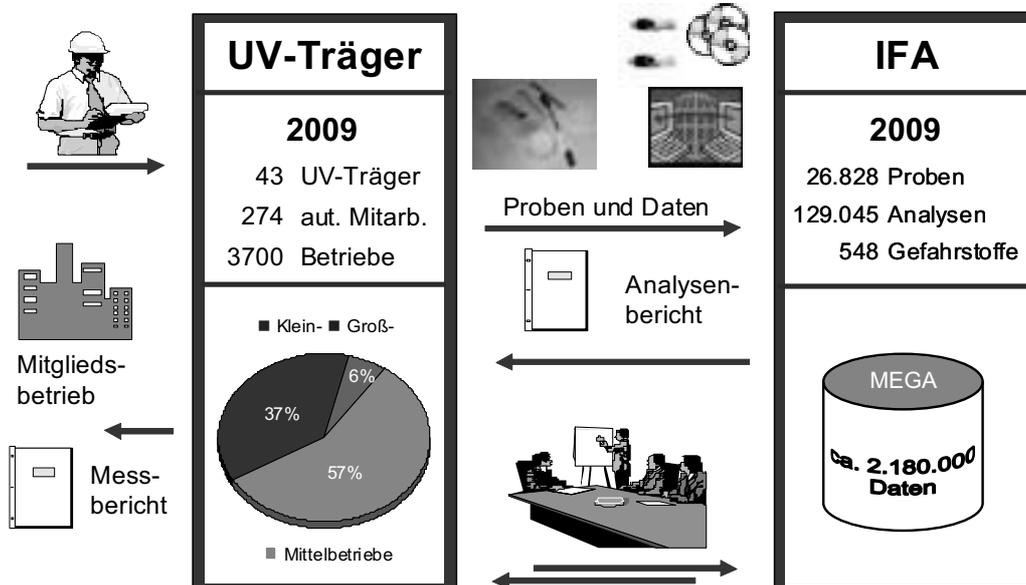 UV-Träger
2009
43 UV-Träger
274 aut. Mitarb.
3700 Betriebe
Klein- Groß-
6%
37%
57%
Mittelbetriebe
Mitglieds-
betrieb
Mess-
bericht
Proben und Daten
Analysen-
bericht
IFA
2009
26.828 Proben
129.045 Analysen
548 Gefahrstoffe
MEGA
ca. 2.180.000
Daten